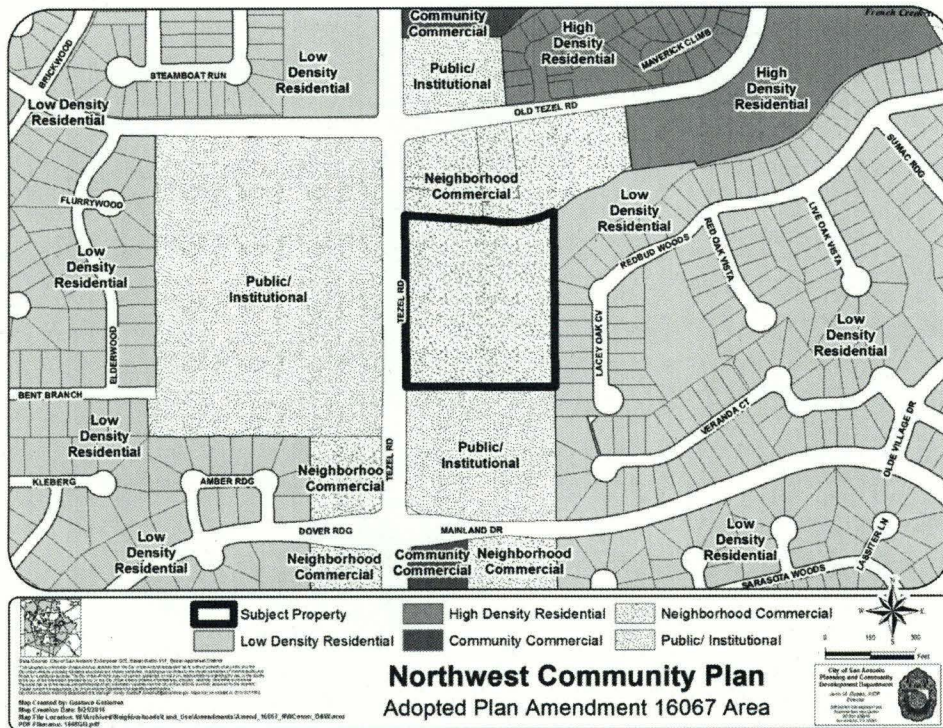 Community
Commercial
French Creek
High
Density
Residential
MAVERICK CLIMB
BRICKWOOD
STEAMBOAT RUN
Low
Density
Residential
Public/
Institutional
High
Density
Residential
Low Density
Residential
OLD TEZEL RD
SUMAC RDG
FLURRYWOOD
Neighborhood
Commercial
Low
Density
Residential
LIVE OAK VISTA
RED OAK VISTA
REDBUD WOODS
Low
Density
Residential
Public/
Institutional
TEZEL RD
ELDERWOOD
LACEY OAK CV
Low
Density
Residential
BENT BRANCH
VERANDA CT
OLDE VILLAGE DR
Low
Density
Residential
Public/
Institutional
TEZEL RD
Neighborhoo
Commercial
KLEBERG
AMBER RDG
DOVER RDG
MAINLAND DR
Low
Density
Residential
LASSITER LN
Low
Density
Residential
Neighborhood
Commercial
Community
Commercial
Neighborhood
Commercial
SARASOTA WOODS
Subject Property
High Density Residential
Neighborhood Commercial
Low Density Residential
Community Commercial
Public/ Institutional
W
E
S
Feet
Northwest Community Plan
Adopted Plan Amendment 16067 Area
City of San Antonio
Planning and Community
Development Department
Map Created by: Gustavo Gutierrez